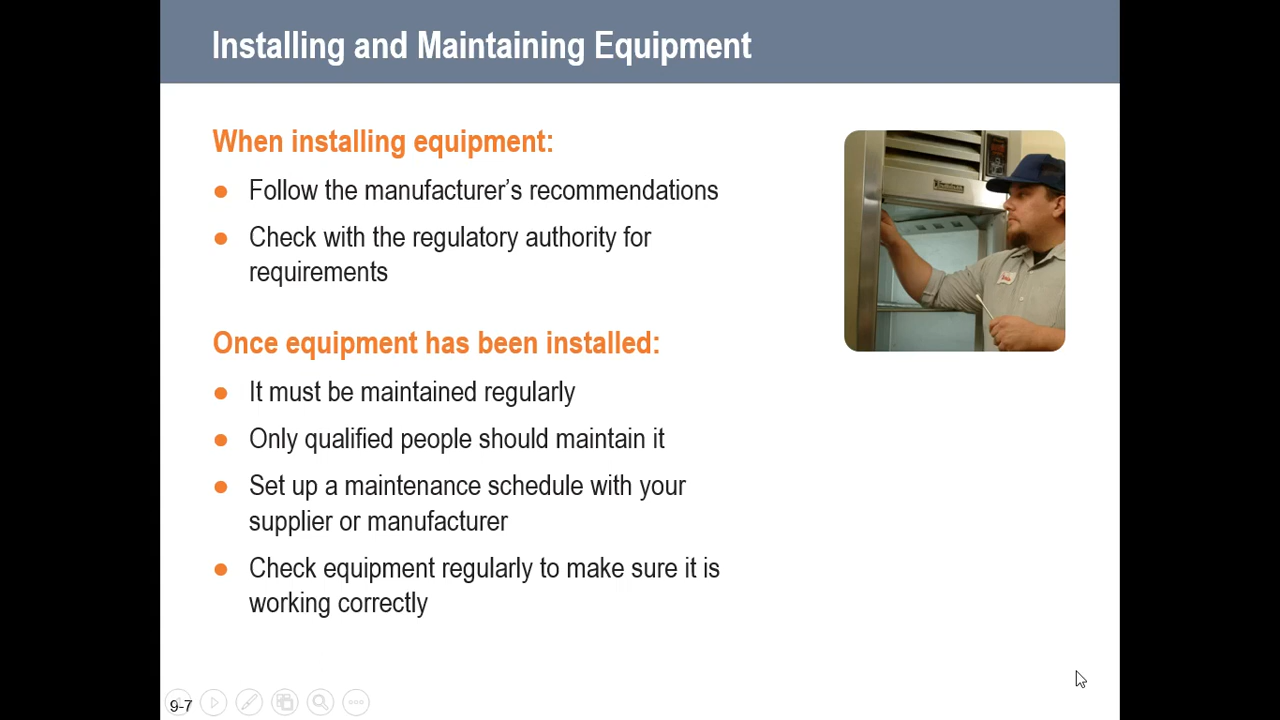 Installing and Maintaining Equipment
When installing equipment:
Follow the manufacturer's recommendations
Check with the regulatory authority for
requirements
Once equipment has been installed:
It must be maintained regularly
Only qualified people should maintain it
Set up a maintenance schedule with your
supplier or manufacturer
Check equipment regularly to make sure it is
working correctly
9-7